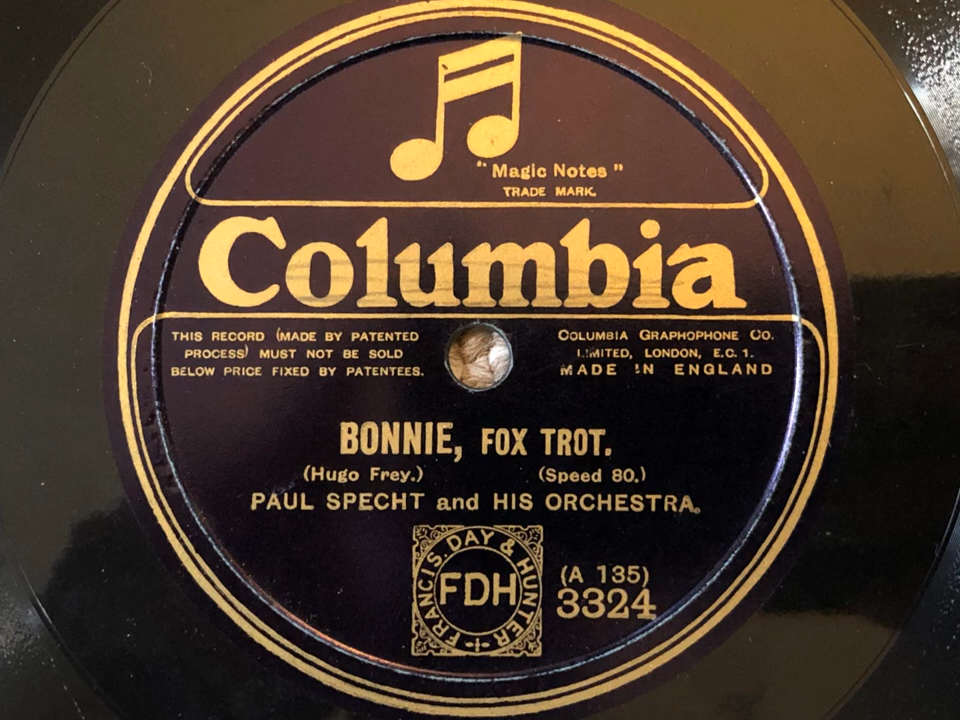 "Magic Notes"
TRADE MARK.
Columbia
THIS RECORD (MADE BY PATENTED
PROCESS) MUST NOT BE SOLD
BELOW PRICE FIXED BY PATENTEES.
COLUMBIA GRAPHOPHONE CO.
LIMITED, LONDON, E.C. 1.
MADE IN ENGLAND
BONNIE, FOX TROT.
(Hugo Frey.) (Speed 80.)
PAUL SPECHT and HIS ORCHESTRA.
FRANCIS. DAY & HUNTER
FDH
(A 135)
3324